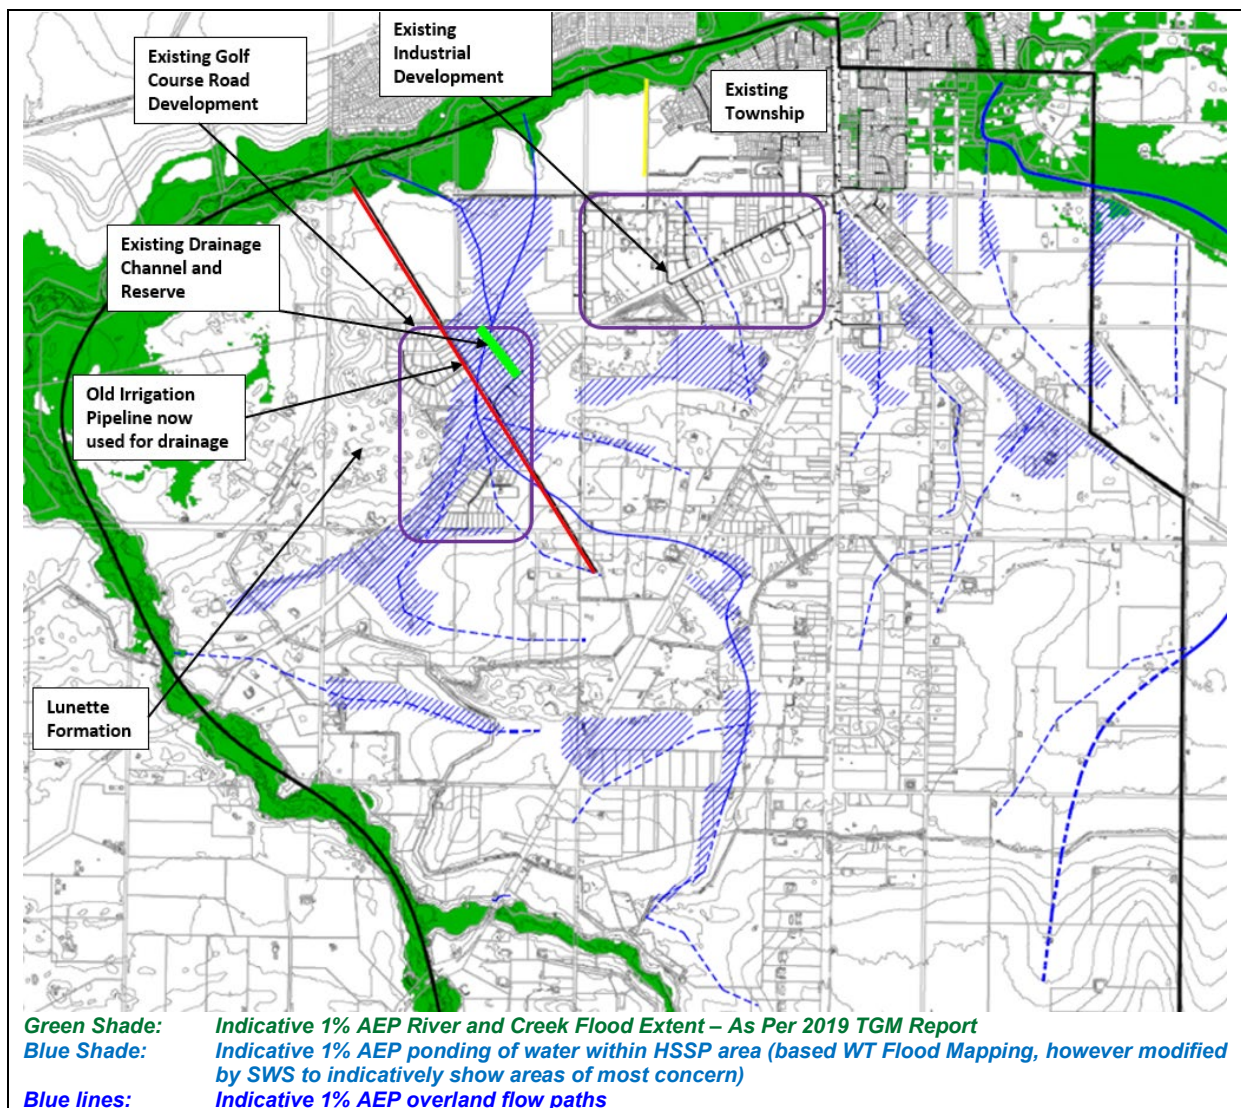 Existing Golf
Course Road
Development
Existing
Industrial
Development
Existing
Township
Existing Drainage
Channel and
Reserve
Old Irrigation
Pipeline now
used for drainage
Lunette
Formation
Green Shade: Indicative 1% AEP River and Creek Flood Extent – As Per 2019 TGM Report
Blue Shade: Indicative 1% AEP ponding of water within HSSP area (based WT Flood Mapping, however modified
by SWS to indicatively show areas of most concern)
Blue lines: Indicative 1% AEP overland flow paths